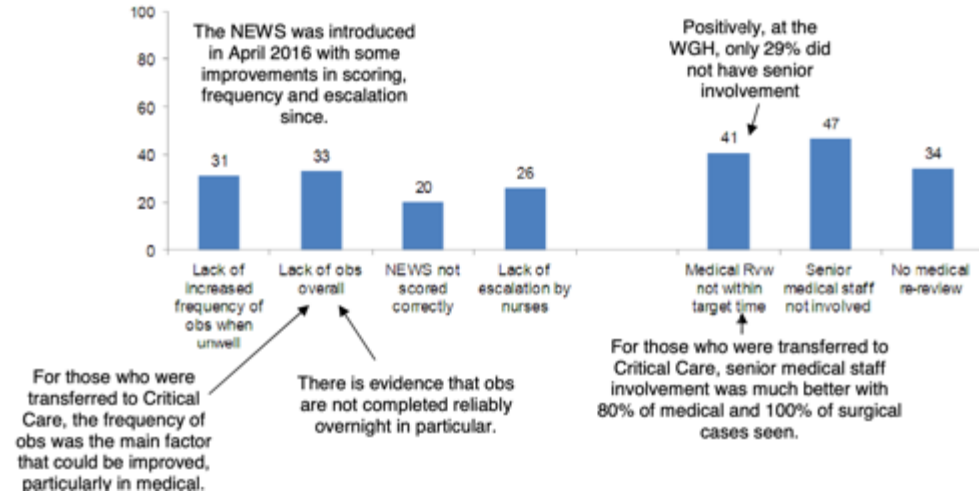 100
80
60
40
20
0
The NEWS was introduced
in April 2016 with some
improvements in scoring,
frequency and escalation
since.
Positively, at the
WGH, only 29% did
not have senior
involvement
31
33
20
26
41
47
34
Lack of
increased
frequency of
obs when
unwell
Lack of obs
overall
NEWS not
scored
correctly
Lack of
escalation by
nurses
Medical Rvw
not within
target time
Senior
medical staff
not involved
No medical
re-review
For those who were
transferred to Critical
Care, the frequency of
obs was the main factor
that could be improved,
particularly in medical.
There is evidence that obs
are not completed reliably
overnight in particular.
For those who were transferred to
Critical Care, senior medical staff
involvement was much better with
80% of medical and 100% of surgical
cases seen.